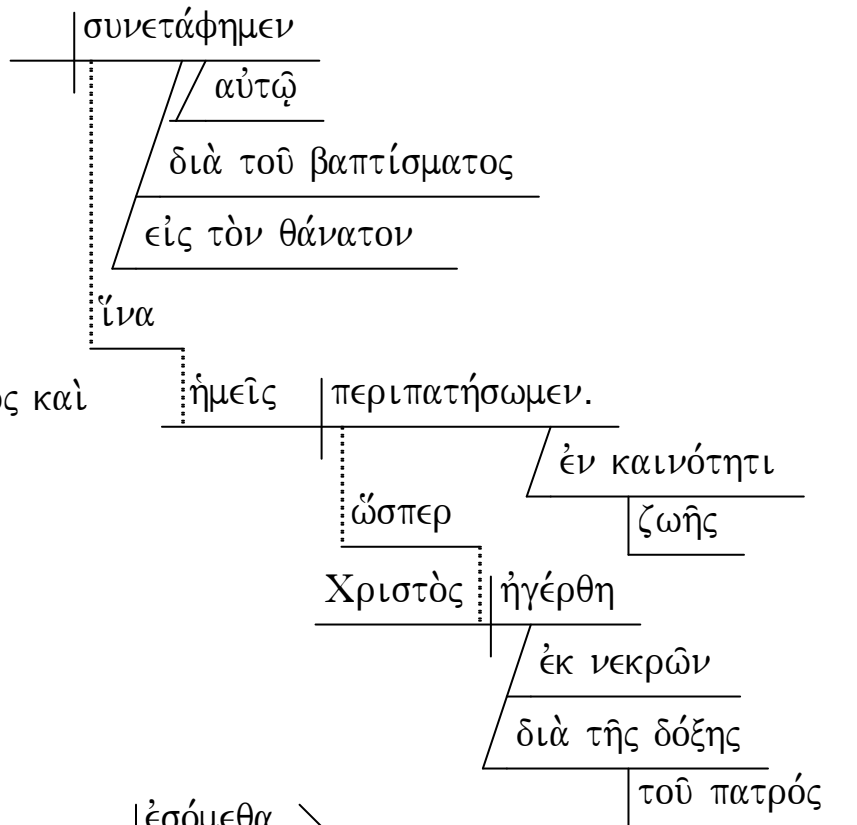 συνετάφημεν
αὐτῷ
διὰ τοῦ βαπτίσματος
εἰς τὸν θάνατον
ἵνα
καὶ ἡμεῖς περιπατήσωμεν.
ἐν καινότητι
ζωῆς
ὥσπερ
Χριστὸς ἠγέρθη
ἐκ νεκρῶν
διὰ τῆς δόξης
τοῦ πατρός
ἐσόμεθα